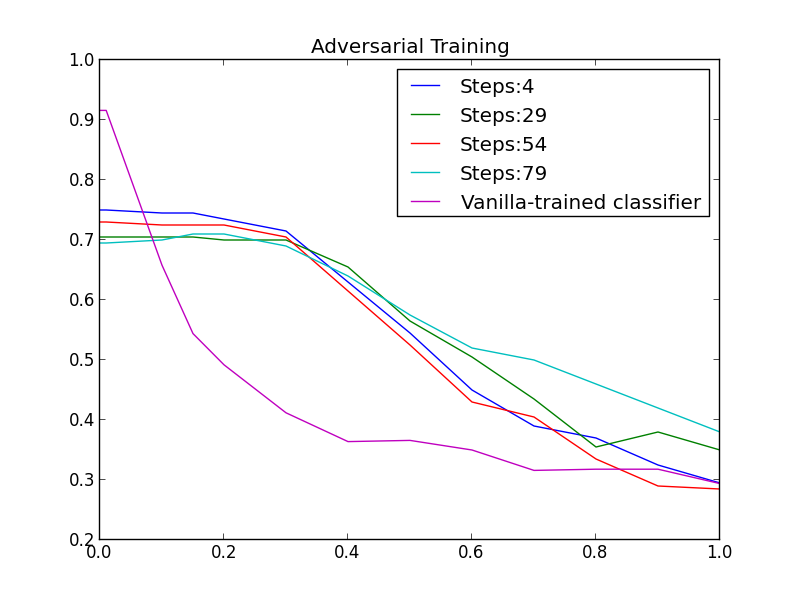 Adversarial Training
1.0
0.9
0.8
0.7
0.6
0.5
0.4
0.3
0.2
Steps:4
Steps:29
Steps:54
Steps:79
Vanilla-trained classifier
0.0 0.2 0.4 0.6 0.8 1.0